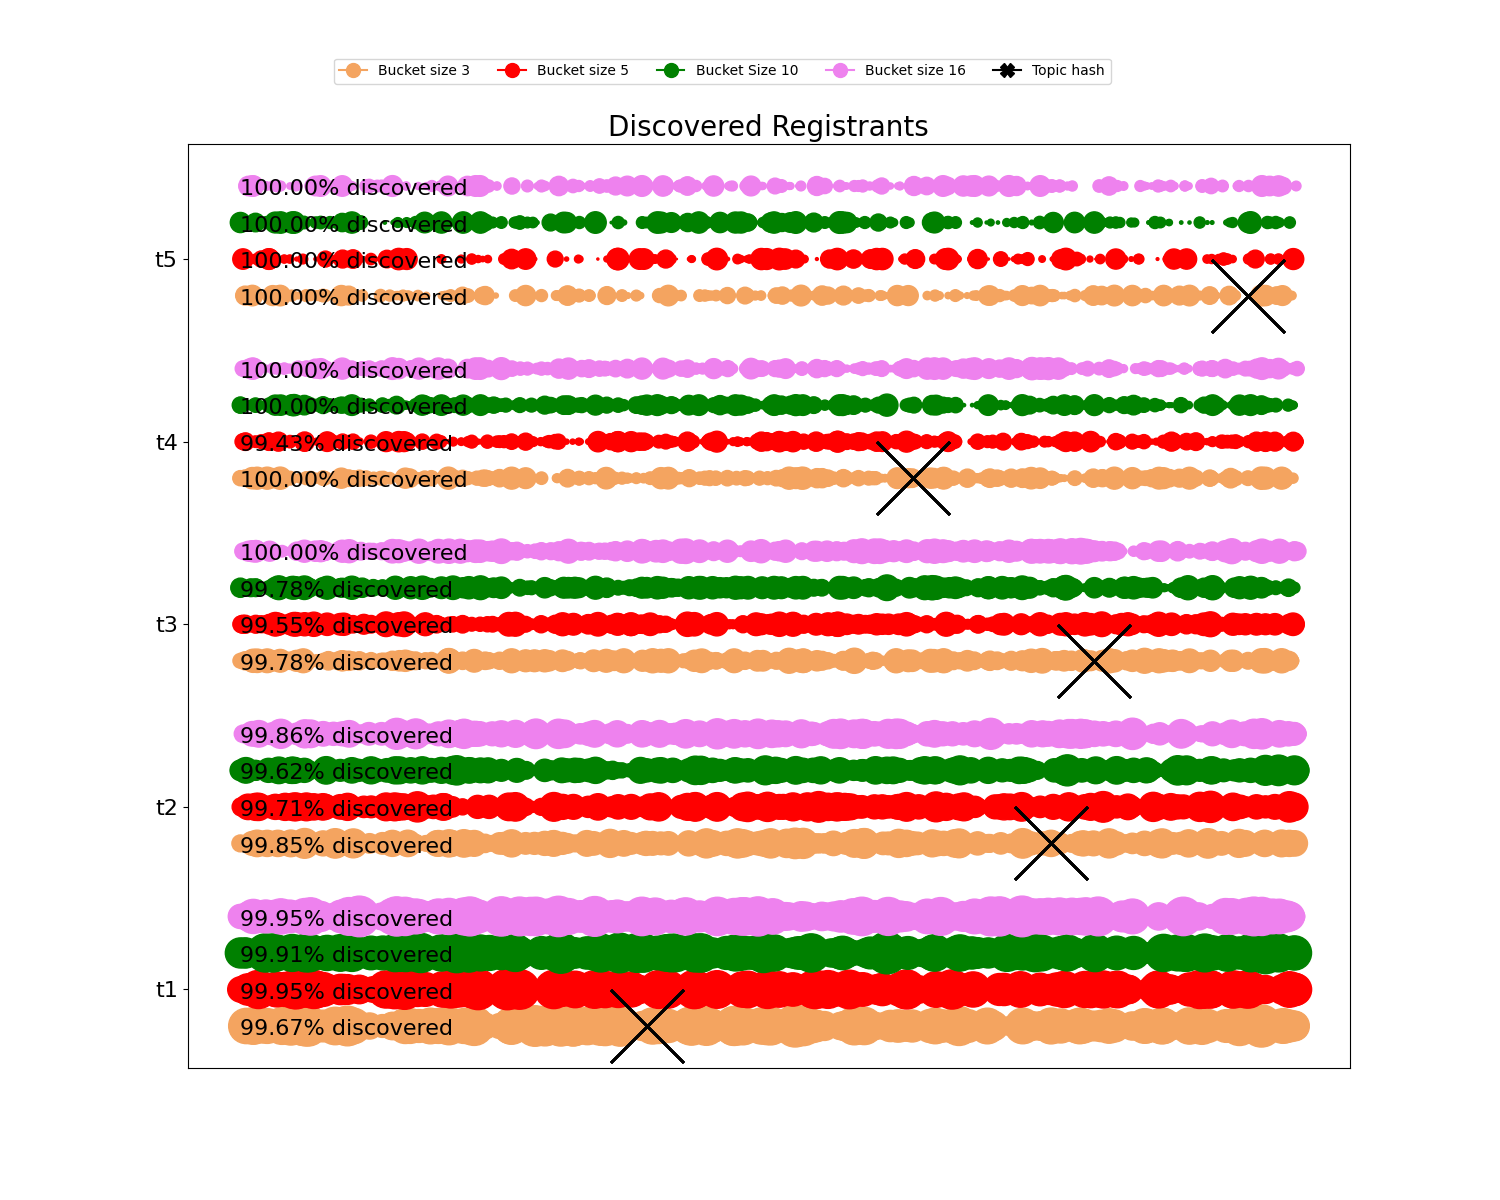 Bucket size 3 Bucket size 5 Bucket Size 10 Bucket size 16 Topic hash
Discovered Registrants
100.00% discovered
100.00% discovered
t5 100.00% discovered
100.00% discovered
100.00% discovered
100.00% discovered
t4 99.43% discovered
100.00% discovered
100.00% discovered
99.78% discovered
t3 99.55% discovered
99.78% discovered
99.86% discovered
99.62% discovered
t2 99.71% discovered
99.85% discovered
99.95% discovered
99.91% discovered
t1 99.95% discovered
99.67% discovered